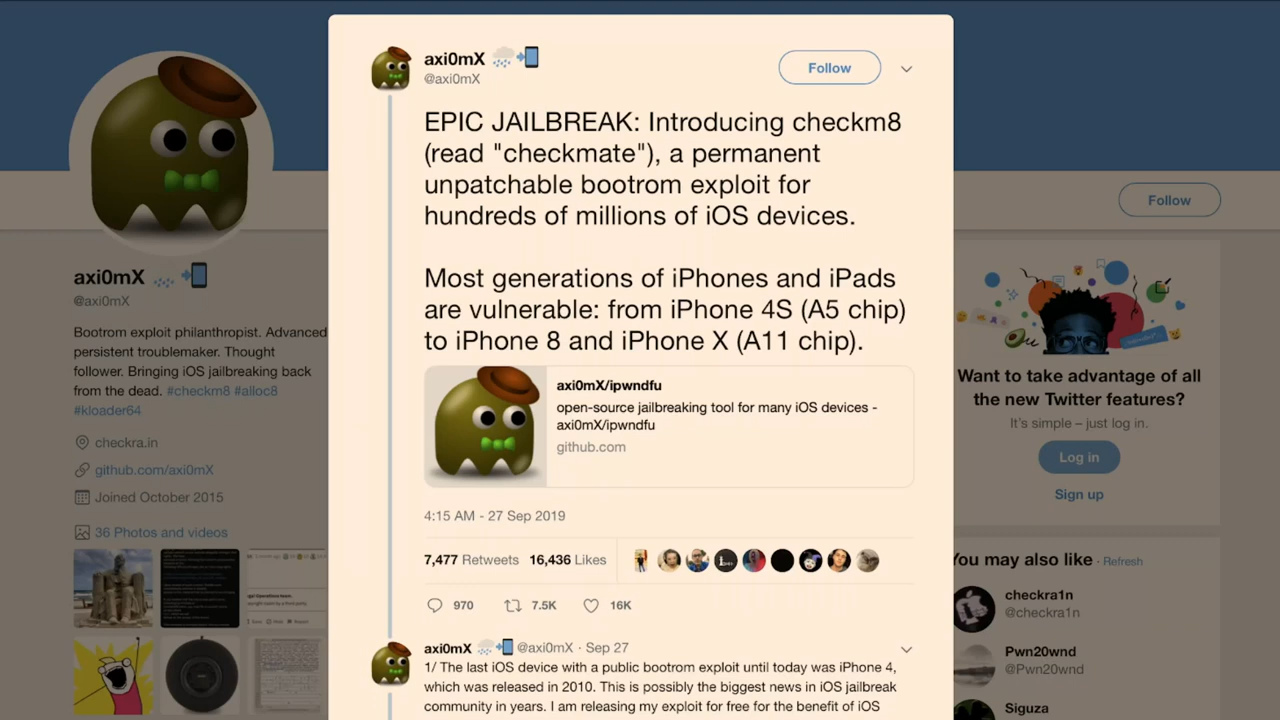 axi0mX
@axi0mX
Follow
EPIC JAILBREAK: Introducing checkm8
(read "checkmate"), a permanent
unpatchable bootrom exploit for
hundreds of millions of iOS devices.
Most generations of iPhones and iPads
are vulnerable: from iPhone 4S (A5 chip)
to iPhone 8 and iPhone X (A11 chip).
axi0mX/ipwndfu
open-source jailbreaking tool for many iOS devices -
axi0mX/ipwndfu
github.com
4:15 AM - 27 Sep 2019
7,477 Retweets 16,436 Likes
970 7.5K 16K
axi0mX @axi0mX · Sep 27
1/ The last iOS device with a public bootrom exploit until today was iPhone 4,
which was released in 2010. This is possibly the biggest news in iOS jailbreak
community in years. I am releasing my exploit for free for the benefit of iOS
axi0mX
@axi0mX
Bootrom exploit philanthropist. Advanced
persistent troublemaker. Thought
follower. Bringing iOS jailbreaking back
from the dead. #checkm8 #alloc8
#kloader64
checkra.in
github.com/axi0mX
Joined October 2015
36 Photos and videos
Follow
Want to take advantage of all
the new Twitter features?
It's simple – just log in.
Log in
Sign up
You may also like · Refresh
checkra1n
@checkra1n
Pwn20wnd
@Pwn20wnd
Siguza